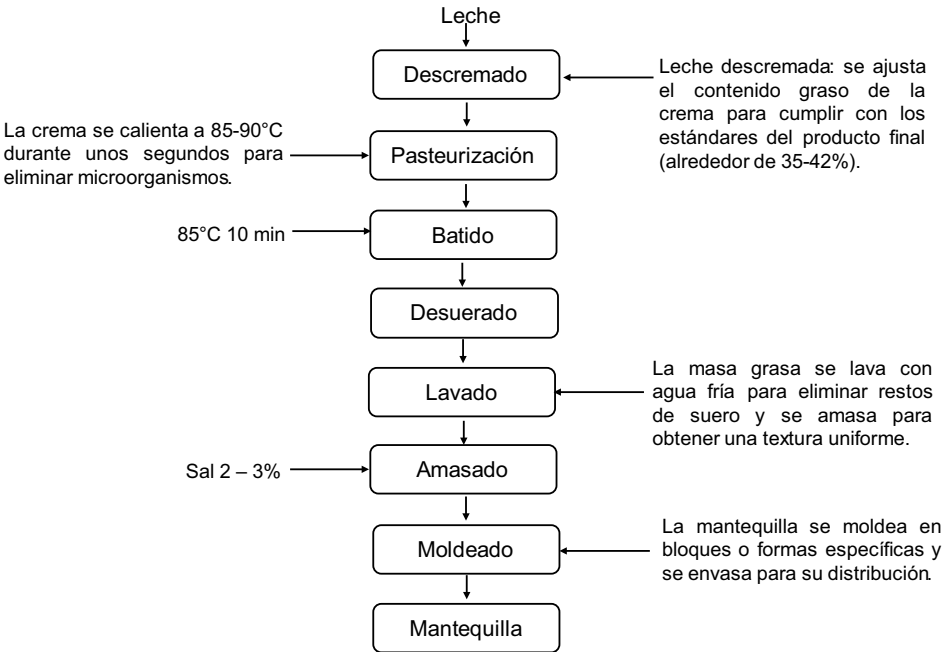 Leche
Descremado
Leche descremada: se ajusta
el contenido graso de la
crema para cumplir con los
estándares del producto final
(alrededor de 35-42%).
La crema se calienta a 85-90°C
durante unos segundos para
eliminar microorganismos.
Pasteurización
85°C 10 min
Batido
Desuerado
Lavado
La masa grasa se lava con
agua fría para eliminar restos
de suero y se amasa para
obtener una textura uniforme.
Sal 2 – 3%
Amasado
Moldeado
La mantequilla se moldea en
bloques o formas específicas y
se envasa para su distribución.
Mantequilla